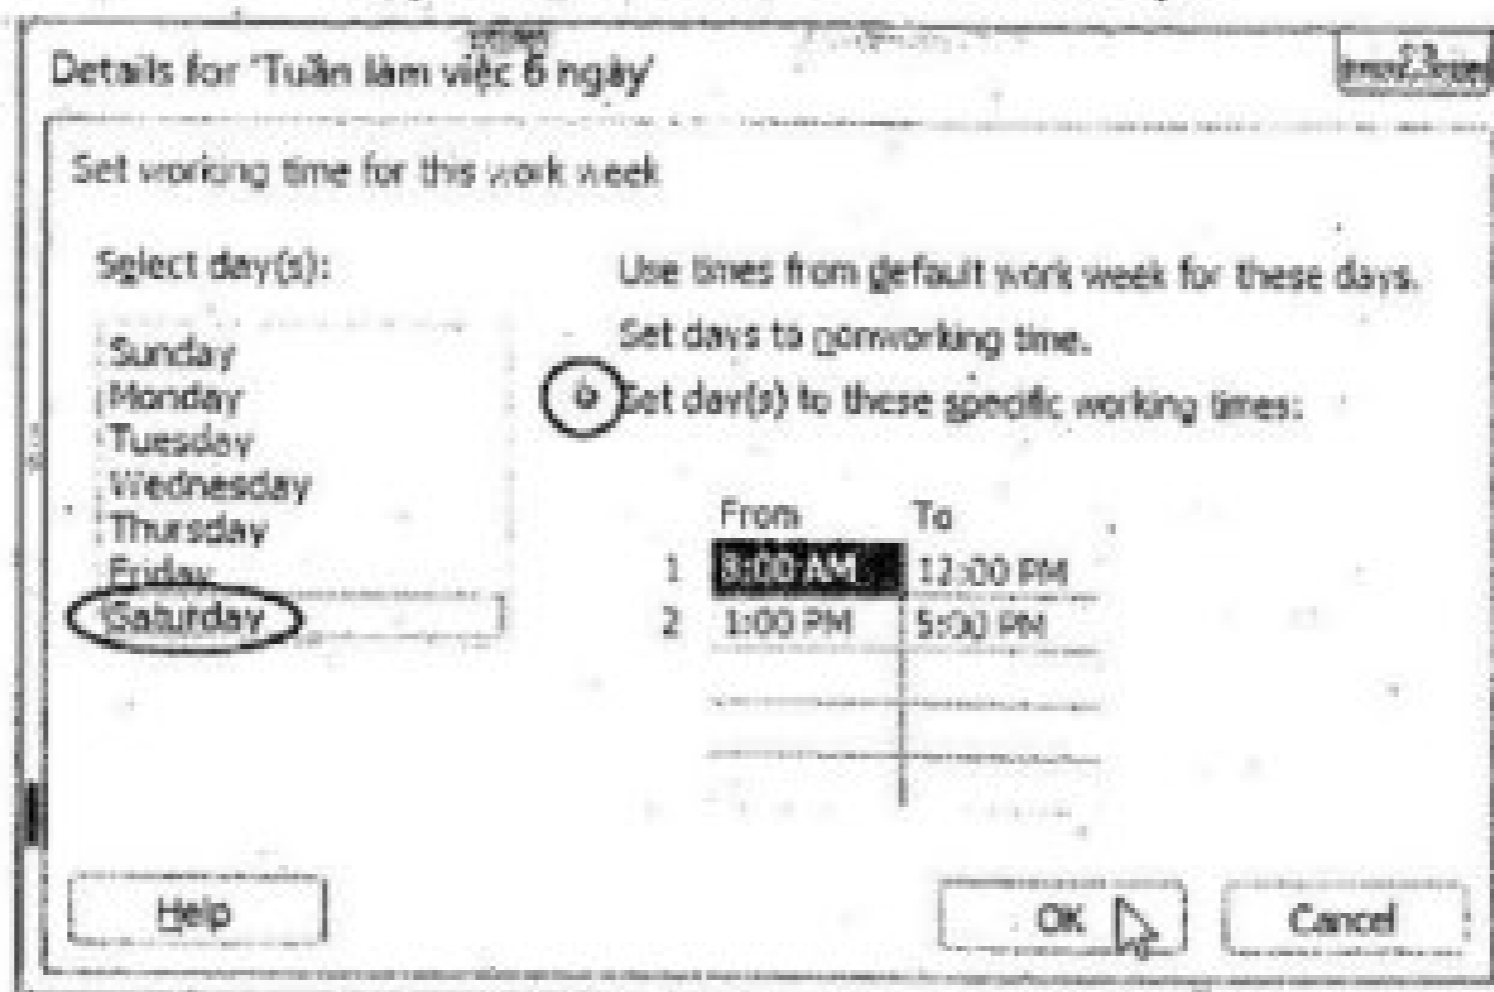 Details for 'Tuần làm việc 6 ngày'
Set working time for this work week
Select day(s):
Sunday
Monday
Tuesday
Wednesday
Thursday
Friday
Saturday
Use times from default work week for these days.
Set days to nonworking time.
Set day(s) to these specific working times:
From To
1 8:00 AM 12:00 PM
2 1:00 PM 5:00 PM
Help OK Cancel